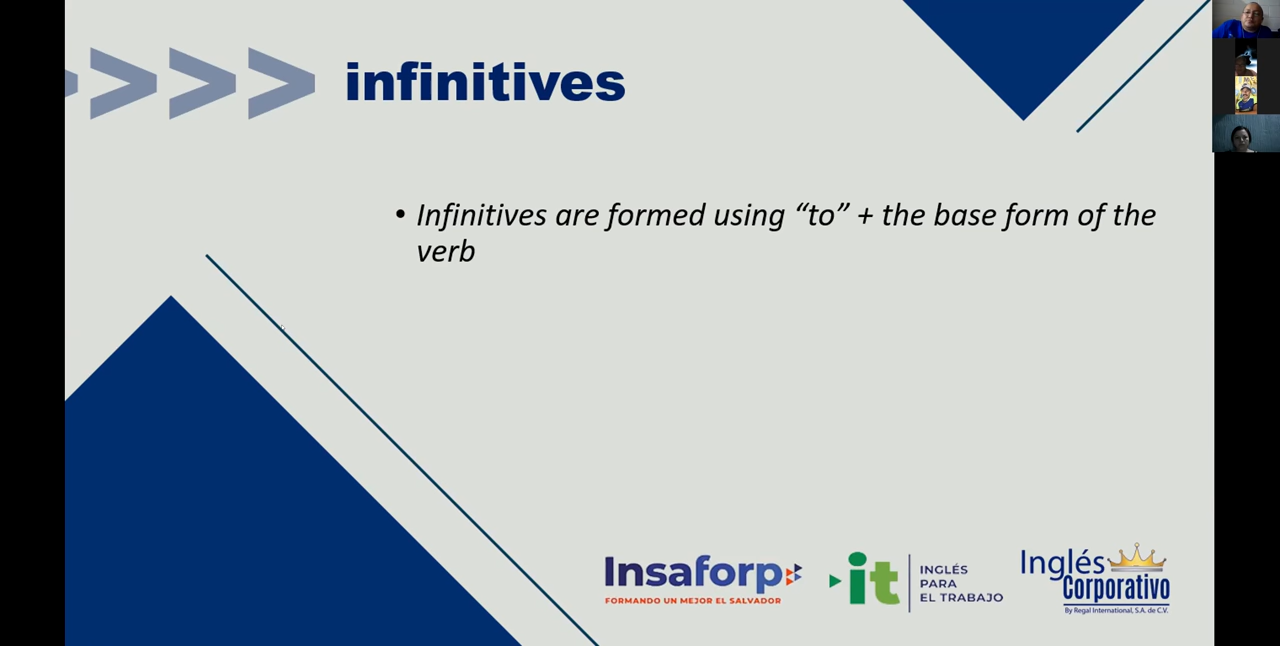 infinitives
• Infinitives are formed using “to” + the base form of the
verb
Insaforp
FORMANDO UN MEJOR EL SALVADOR
it
INGLÉS
PARA
EL TRABAJO
Inglés
Corporativo
By Regal International, S.A. de C.V.